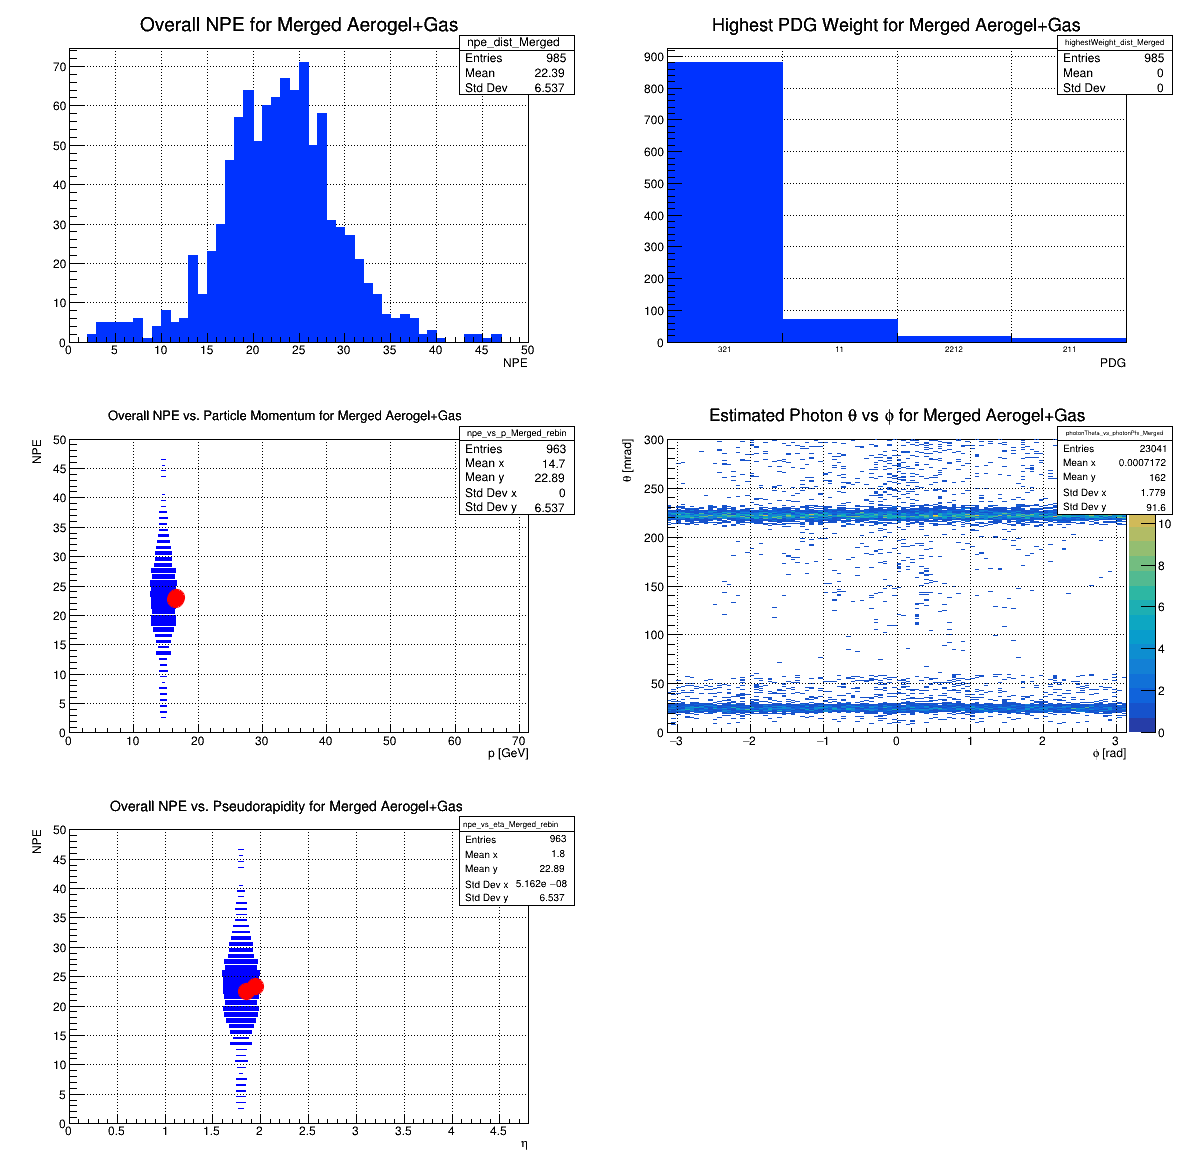 Overall NPE for Merged Aerogel+Gas
npe_dist_Merged
Entries 985
Mean 22.39
Std Dev 6.537
70
60
50
40
30
20
10
0
0 5 10 15 20 25 30 35 40 45 50
NPE
Highest PDG Weight for Merged Aerogel+Gas
highestWeight_dist_Merged
Entries 985
Mean 0
Std Dev 0
900
800
700
600
500
400
300
200
100
0
321 11 2212 211
PDG
Overall NPE vs. Particle Momentum for Merged Aerogel+Gas
NPE
npe_vs_p_Merged_rebin
Entries 963
Mean x 14.7
Mean y 22.89
Std Dev x 0
Std Dev y 6.537
50
45
40
35
30
25
20
15
10
5
0
0 10 20 30 40 50 60 70
p [GeV]
Estimated Photon θ vs ϕ for Merged Aerogel+Gas
θ [mrad]
photonTheta_vs_photonPhi_Merged
Entries 23041
Mean x 0.0007172
Mean y 162
Std Dev x 1.779
Std Dev y 91.6
300
250
200
150
100
50
0
−3 −2 −1 0 1 2 3
ϕ [rad]
10
8
6
4
2
0
Overall NPE vs. Pseudorapidity for Merged Aerogel+Gas
NPE
npe_vs_eta_Merged_rebin
Entries 963
Mean x 1.8
Mean y 22.89
Std Dev x 5.162e −08
Std Dev y 6.537
50
45
40
35
30
25
20
15
10
5
0
0 0.5 1 1.5 2 2.5 3 3.5 4 4.5
η